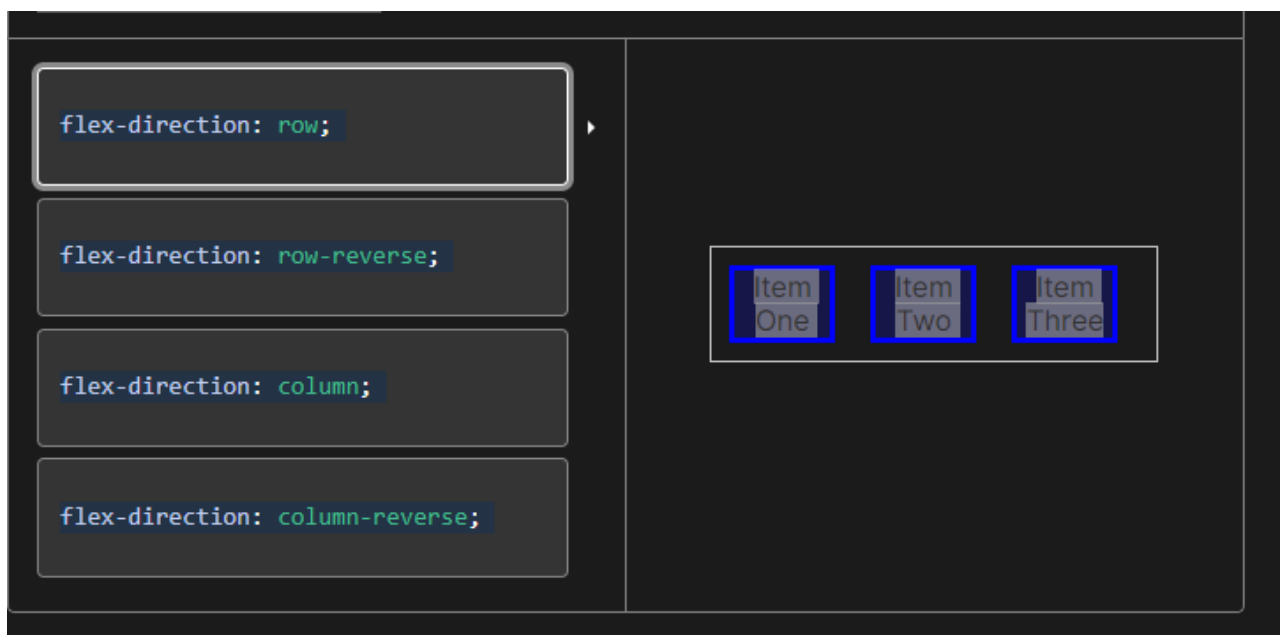 flex-direction: row;
flex-direction: row-reverse;
flex-direction: column;
flex-direction: column-reverse;
Item
One
Item
Two
Item
Three